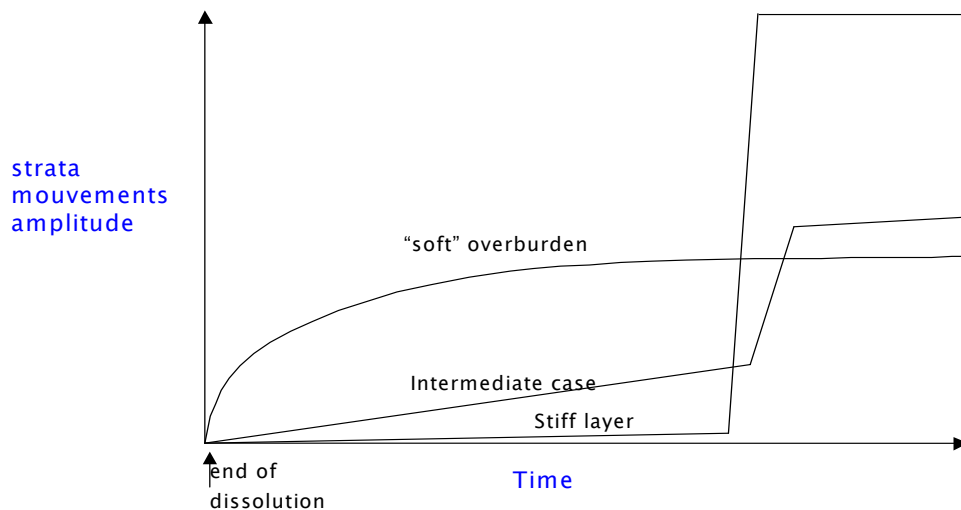 strata
mouvements
amplitude
“soft” overburden
Intermediate case
Stiff layer
end of
dissolution
Time